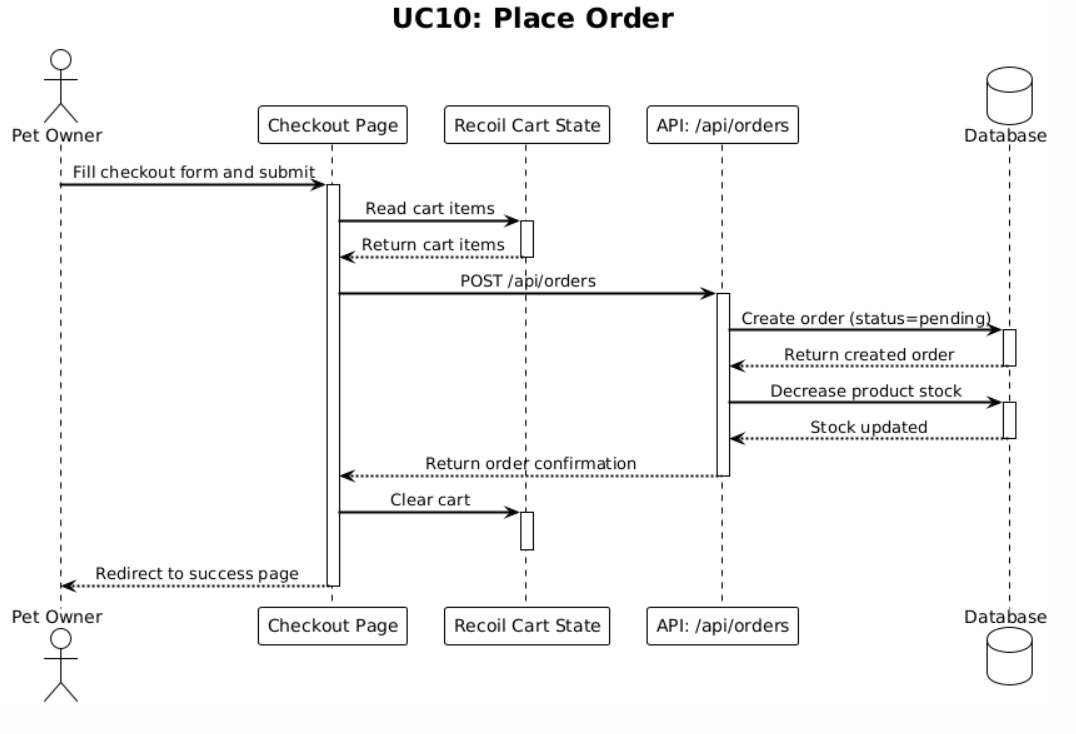 UC10: Place Order
Pet Owner
Checkout Page
Recoil Cart State
API: /api/orders
Database
Fill checkout form and submit
Read cart items
Return cart items
POST /api/orders
Create order (status=pending)
Return created order
Decrease product stock
Stock updated
Return order confirmation
Clear cart
Redirect to success page
Pet Owner
Checkout Page
Recoil Cart State
API: /api/orders
Database